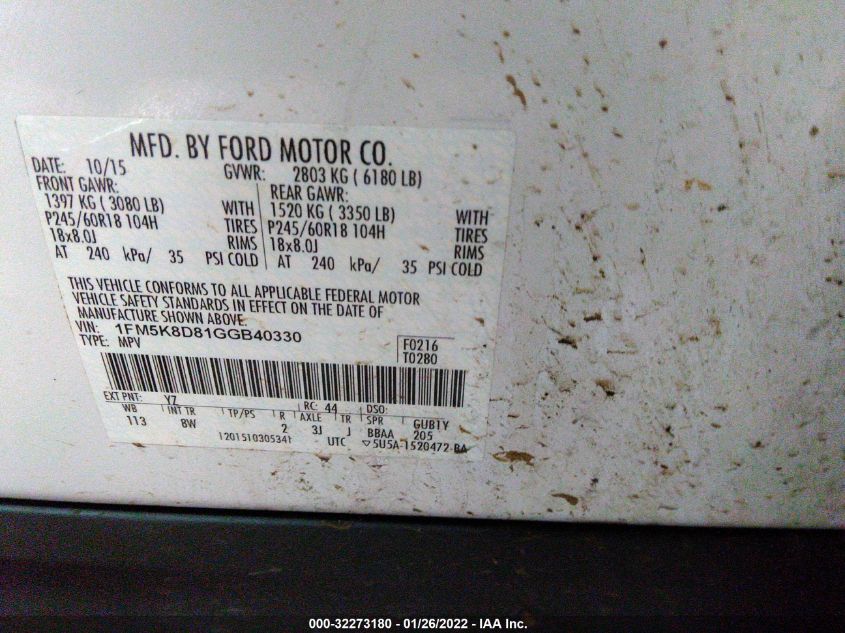 MFD. BY FORD MOTOR CO.
DATE: 10/15 GVWR: 2803 KG ( 6180 LB)
FRONT GAWR: REAR GAWR:
1397 KG ( 3080 LB) WITH 1520 KG ( 3350 LB) WITH
P245/60R18 104H TIRES P245/60R18 104H TIRES
18x8.0J RIMS 18x8.0J RIMS
AT 240 kPa/ 35 PSI COLD AT 240 kPa/ 35 PSI COLD
THIS VEHICLE CONFORMS TO ALL APPLICABLE FEDERAL MOTOR
VEHICLE SAFETY STANDARDS IN EFFECT ON THE DATE OF
MANUFACTURE SHOWN ABOVE.
VIN: 1FM5K8D81GGB40330
TYPE: MPV
F0216
T0280
EXT PNT: YZ RC: 44 DSO:
WB INT TR TP/PS R AXLE TR SPR GUB1Y
113 8W 2 3J J BBAA 205
UTC ▽5U5A-1520472-BA
000-32273180 - 01/26/2022 - IAA Inc.